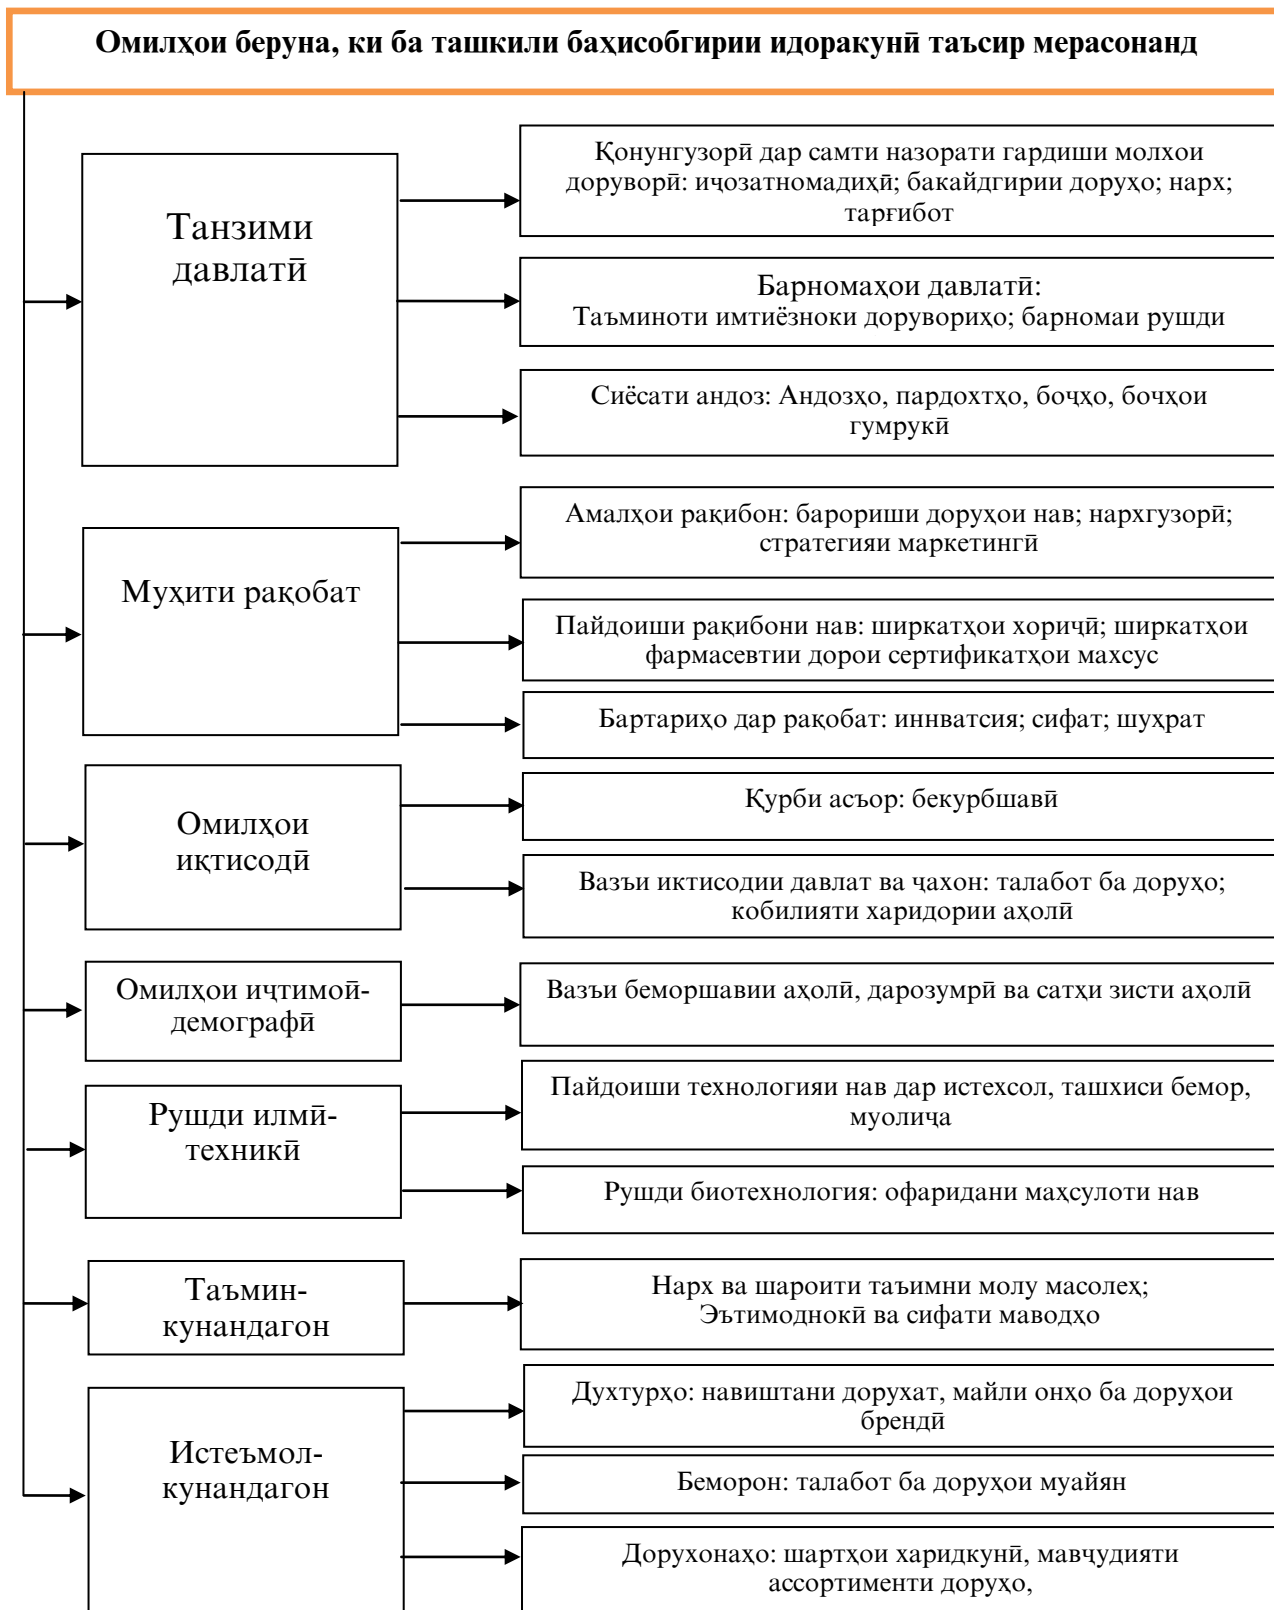 Омилҳои беруна, ки ба ташкили баҳисобгирии идоракунӣ таъсир мерасонанд
Танзими
давлатӣ
Қонунгузорӣ дар самти назорати гардиши молхои
доруворӣ: иҷозатномадиҳӣ; бакайдгирии доруҳо; нарх;
тарғибот
Барномаҳои давлатӣ:
Таъминоти имтиёзноки дорувориҳо; барномаи рушди
Сиёсати андоз: Андозҳо, пардохтҳо, боҷҳо, боҷҳои
гумрукӣ
Муҳити рақобат
Амалҳои рақибон: барориши доруҳои нав; нархгузорӣ;
стратегияи маркетингӣ
Пайдоиши рақибони нав: ширкатҳои хориҷӣ; ширкатҳои
фармасевтии дорои сертификатҳои махсус
Бартариҳо дар рақобат: иннватсия; сифат; шуҳрат
Омилҳои
иқтисодӣ
Қурби асъор: бекурбшавӣ
Вазъи иктисодии давлат ва ҷахон: талабот ба доруҳо;
кобилияти харидории аҳолӣ
Омилҳои иҷтимоӣ-
демографӣ
Вазъи беморшавии аҳолӣ, дарозумрӣ ва сатҳи зисти аҳолӣ
Рушди илмӣ-
техникӣ
Пайдоиши технологияи нав дар истехсол, ташхиси бемор,
муолиҷа
Рушди биотехнология: офаридани маҳсулоти нав
Таъмин-
кунандагон
Нарх ва шароити таъимни молу масолеҳ;
Эътимоднокӣ ва сифати маводҳо
Истеъмол-
кунандагон
Духтурҳо: навиштани дорухат, майли онҳо ба доруҳои
брендӣ
Беморон: талабот ба доруҳои муайян
Дорухонаҳо: шартҳои харидкунӣ, мавҷудияти
ассортименти доруҳо,